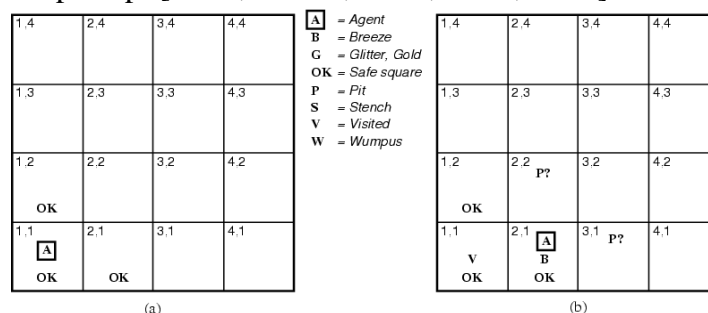 1,4 2,4 3,4 4,4
1,3 2,3 3,3 4,3
1,2 2,2 3,2 4,2
OK
1,1 2,1 3,1 4,1
A
OK OK
(a)
A = Agent
B = Breeze
G = Glitter, Gold
OK = Safe square
P = Pit
S = Stench
V = Visited
W = Wumpus
1,4 2,4 3,4 4,4
1,3 2,3 3,3 4,3
1,2 2,2 3,2 4,2
P?
OK
1,1 2,1 3,1 4,1
A P?
V B
OK OK
(b)